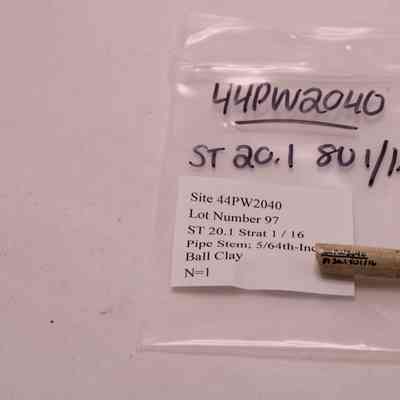 44PW2040
ST 20.1 SU 1/1
Site 44PW2040
Lot Number 97
ST 20.1 Strat 1 / 16
Pipe Stem; 5/64th-Inc
Ball Clay
N=1